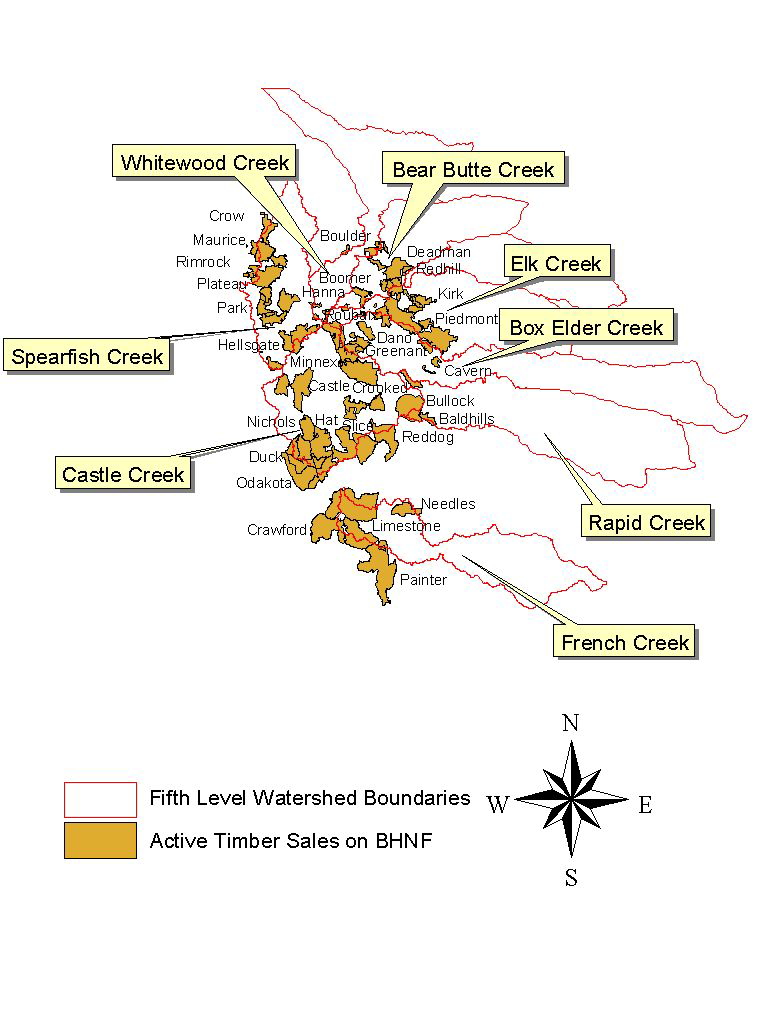 Whitewood Creek
Bear Butte Creek
Crow
Maurice
Boulder
Deadman
Rimrock
Redhill
Elk Creek
Plateau
Boomer
Hanna
Kirk
Park
Roubaix
Piedmont
Box Elder Creek
Hellsgate
Dano
Greenant
Spearfish Creek
Minnex
Cavern
Castle
Crooked
Bullock
Nichols
Hat
Slice
Baldhills
Reddog
Duck
Castle Creek
Odakota
Needles
Rapid Creek
Crawford
Limestone
Painter
French Creek
N
Fifth Level Watershed Boundaries
W
E
Active Timber Sales on BHNF
S